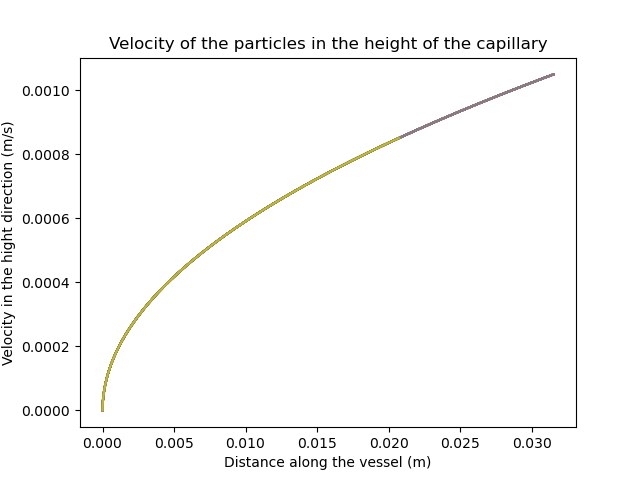 Velocity of the particles in the height of the capillary
0.0010
0.0008
0.0006
0.0004
0.0002
0.0000
Velocity in the hight direction (m/s)
0.000 0.005 0.010 0.015 0.020 0.025 0.030
Distance along the vessel (m)